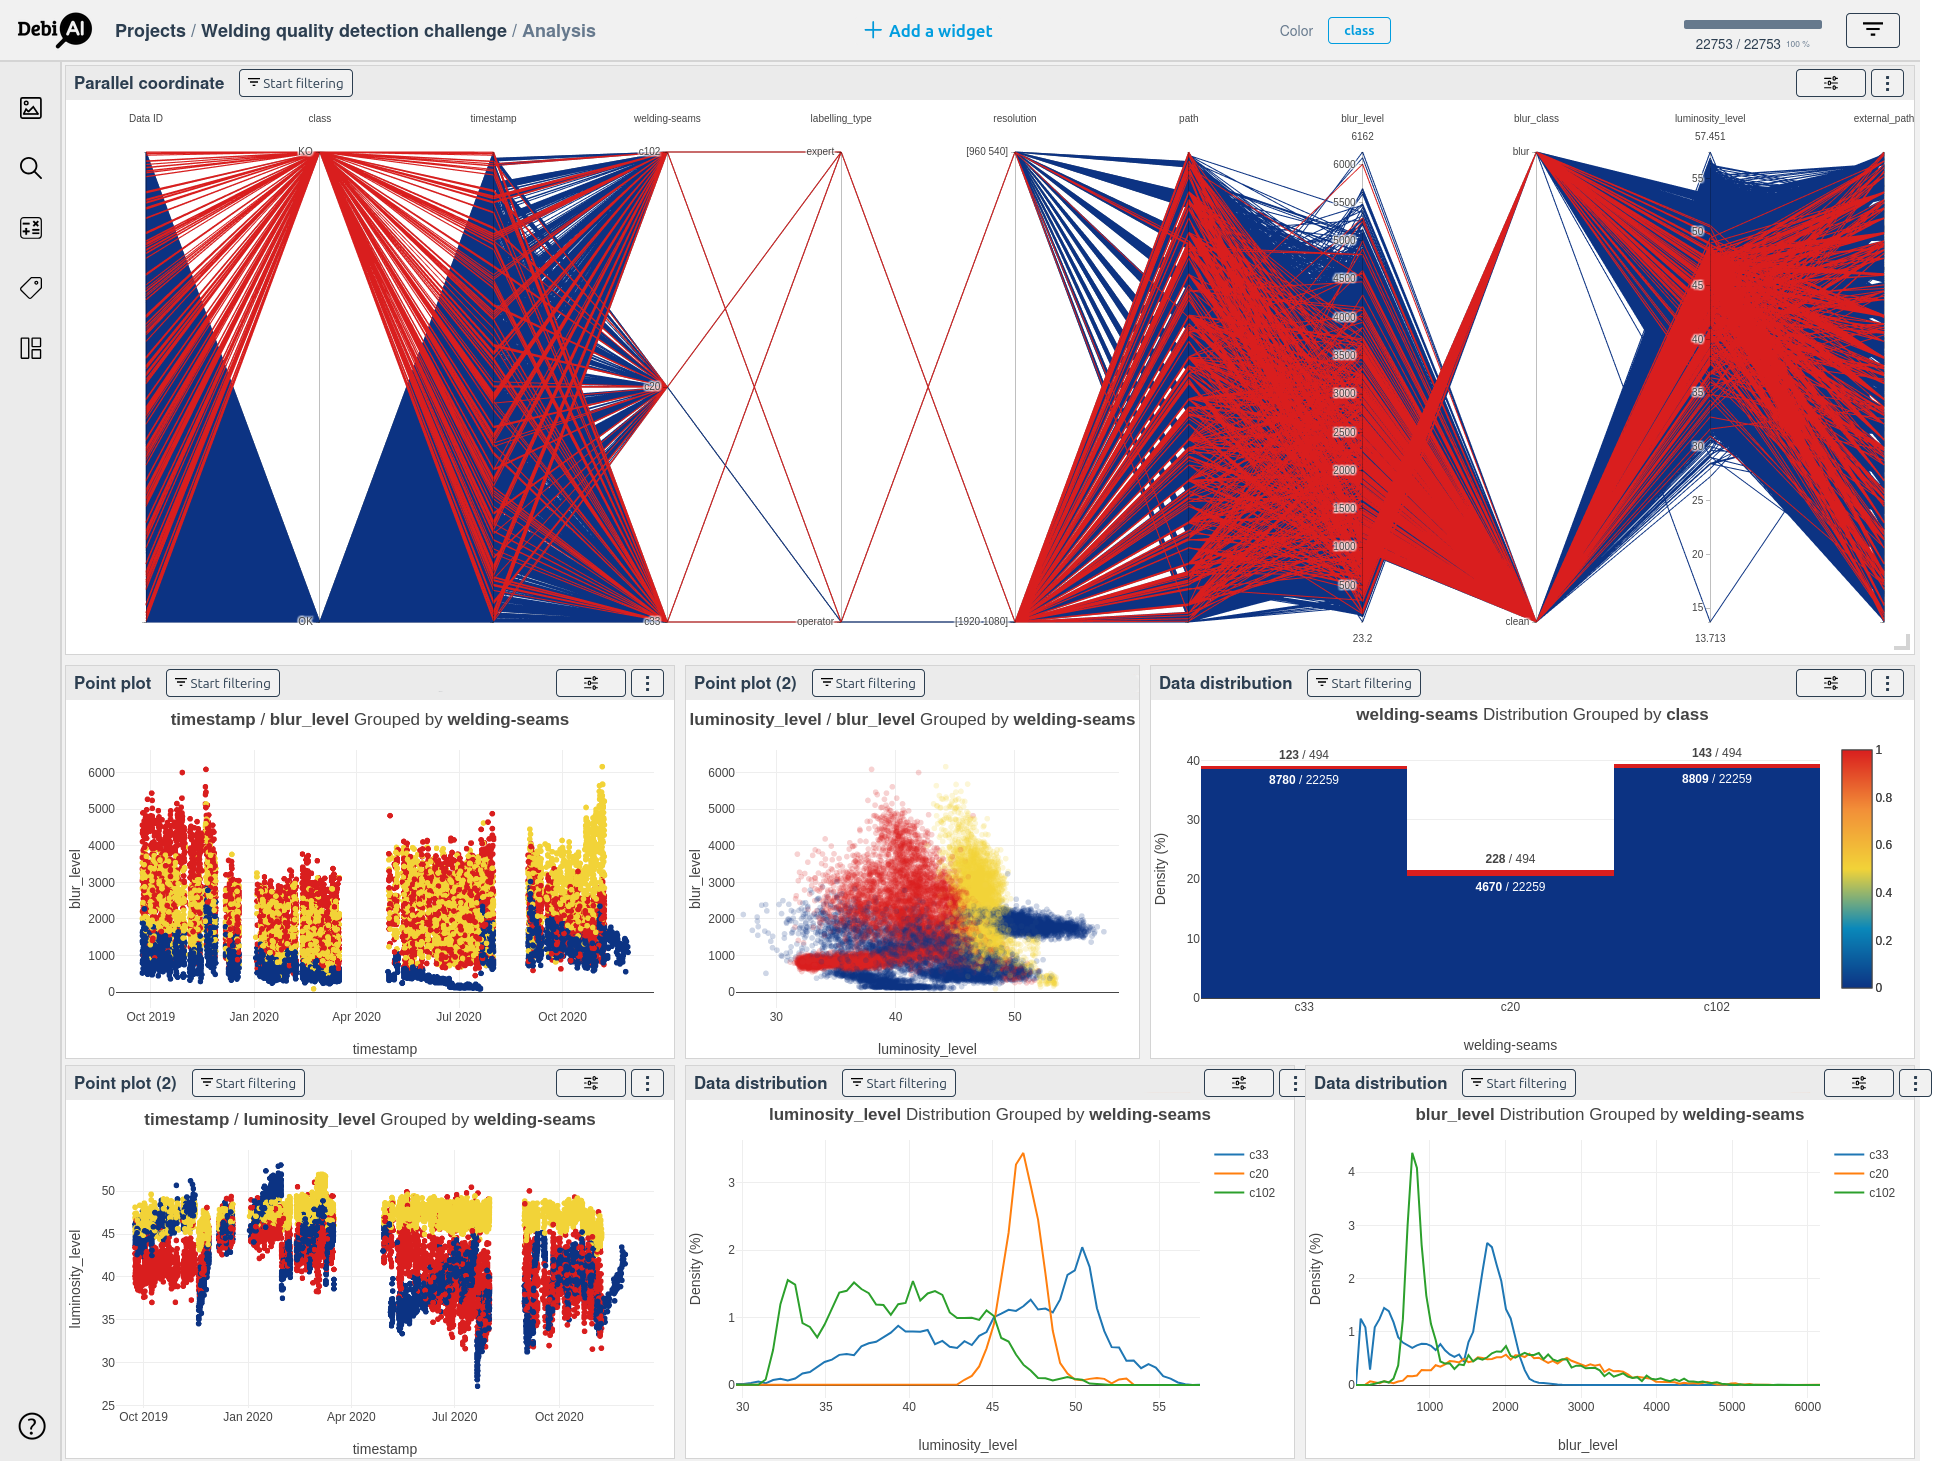 Debi AI
Projects / Welding quality detection challenge / Analysis
Add a widget
Color class
22753 / 22753 100 %
Parallel coordinate Start filtering
Data ID class timestamp welding-seams labelling_type resolution path blur_level blur_class luminosity_level external_path
6162 57.451
KO c102 expert [960 540] blur
6000
5500
5000
4500
4000
3500
3000
2500
2000
1500
1000
500
55
50
45
40
35
30
25
20
15
c20
OK c33 operator [1920 1080] clean
23.2 13.713
Point plot Start filtering
timestamp / blur_level Grouped by welding-seams
blur_level
6000
5000
4000
3000
2000
1000
0
Oct 2019 Jan 2020 Apr 2020 Jul 2020 Oct 2020
timestamp
Point plot (2) Start filtering
luminosity_level / blur_level Grouped by welding-seams
blur_level
6000
5000
4000
3000
2000
1000
0
30 40 50
luminosity_level
Data distribution Start filtering
welding-seams Distribution Grouped by class
Density (%)
40
30
20
10
0
123 / 494
8780 / 22259
228 / 494
4670 / 22259
143 / 494
8809 / 22259
c33 c20 c102
welding-seams
1
0.8
0.6
0.4
0.2
0
Point plot (2) Start filtering
timestamp / luminosity_level Grouped by welding-seams
luminosity_level
50
45
40
35
30
25
Oct 2019 Jan 2020 Apr 2020 Jul 2020 Oct 2020
timestamp
Data distribution Start filtering
luminosity_level Distribution Grouped by welding-seams
Density (%)
3
2
1
0
30 35 40 45 50 55
luminosity_level
c33
c20
c102
Data distribution Start filtering
blur_level Distribution Grouped by welding-seams
Density (%)
4
3
2
1
0
1000 2000 3000 4000 5000 6000
blur_level
c33
c20
c102